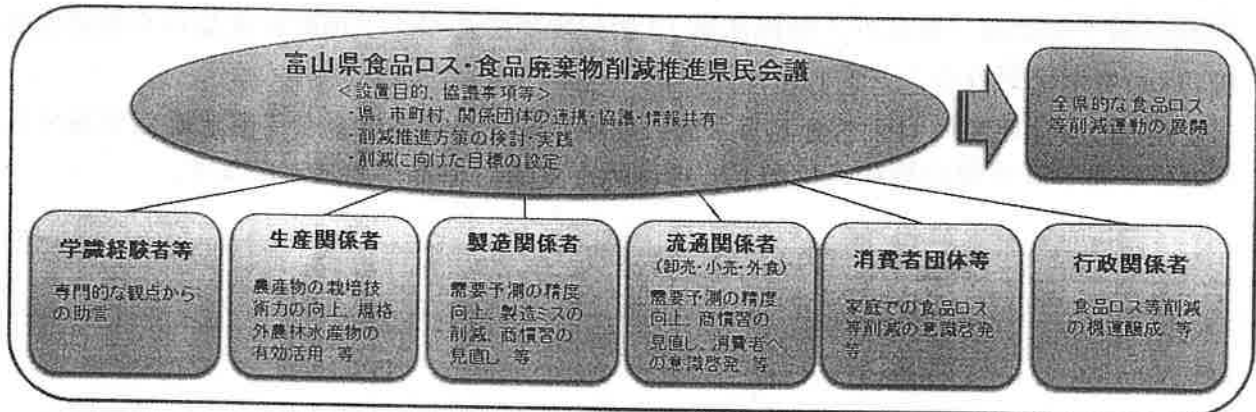 富山県食品ロス・食品廃棄物削減推進県民会議
＜設置目的、協議事項等＞
・県、市町村、関係団体の連携・協議・情報共有
・削減推進方策の検討・実践
・削減に向けた目標の設定
全県的な食品ロス
等削減運動の展開
学識経験者等
専門的な観点から
の助言
生産関係者
農産物の栽培技
術力の向上、規格
外農林水産物の
有効活用 等
製造関係者
需要予測の精度
向上、製造ミスの
削減、商慣習の
見直し 等
流通関係者
(卸売・小売・外食)
需要予測の精度
向上、商慣習の
見直し、消費者へ
の意識啓発 等
消費者団体等
家庭での食品ロス
等削減の意識啓発
等
行政関係者
食品ロス等削減
の機運醸成 等